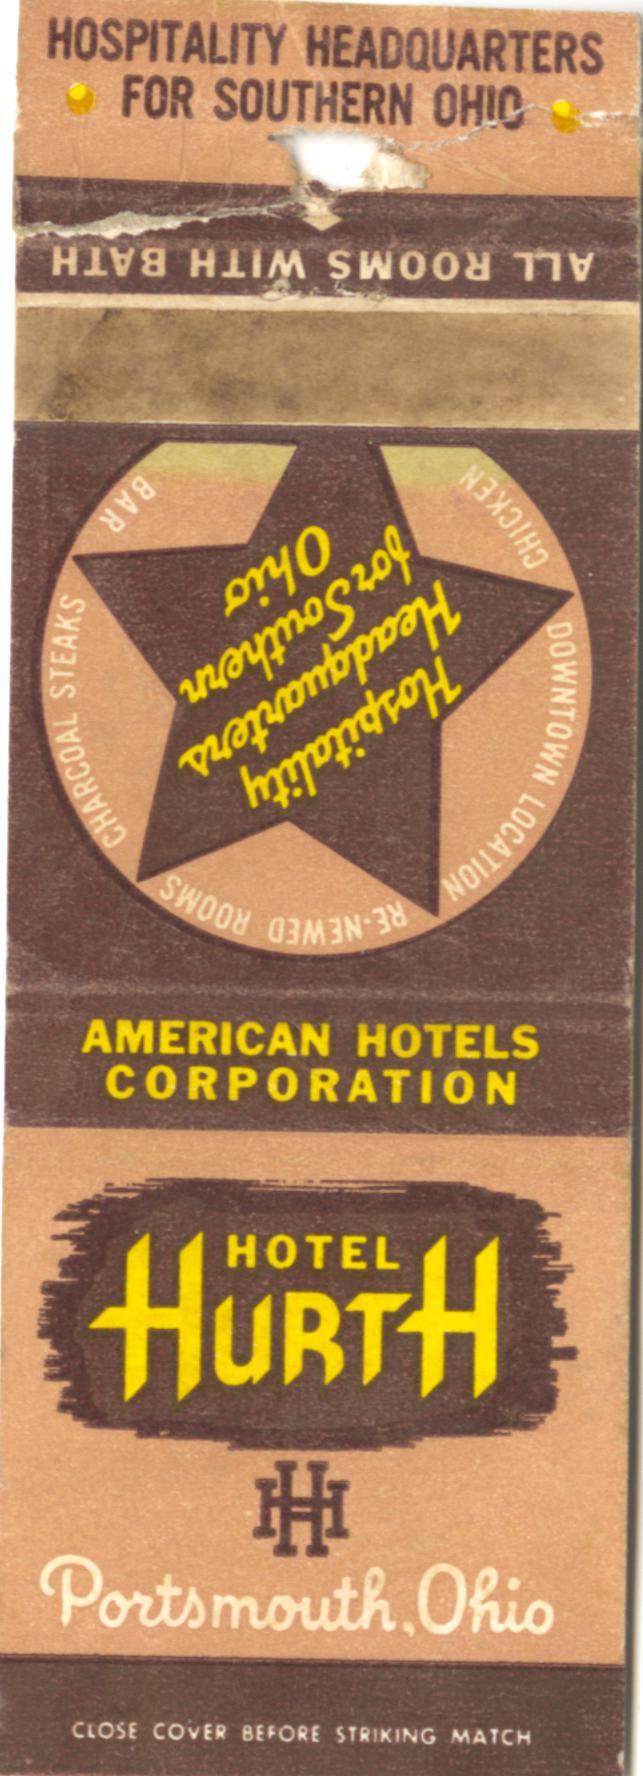 HOSPITALITY HEADQUARTERS
FOR SOUTHERN OHIO
ALL ROOMS WITH BATH
BAR
CHICKEN
CHARCOAL STEAKS
DOWNTOWN LOCATION
RE-NEWED ROOMS
Hospitality
Headquarters
for Southern
Ohio
AMERICAN HOTELS
CORPORATION
HOTEL
HURTH
HH
Portsmouth, Ohio
CLOSE COVER BEFORE STRIKING MATCH